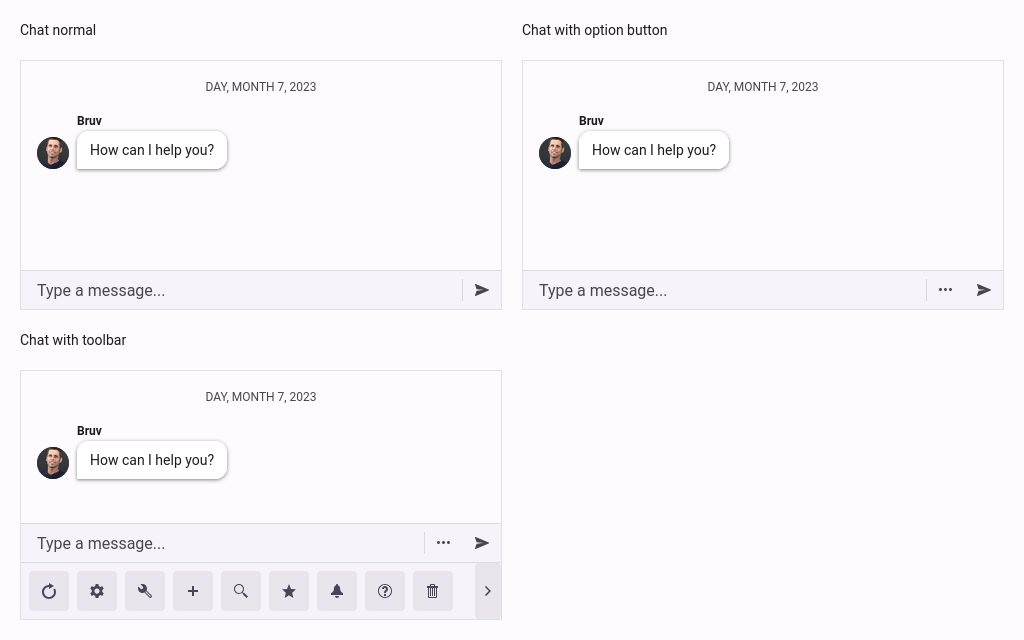 Chat normal
DAY, MONTH 7, 2023
Bruv
How can I help you?
Type a message...
Chat with option button
DAY, MONTH 7, 2023
Bruv
How can I help you?
Type a message...
Chat with toolbar
DAY, MONTH 7, 2023
Bruv
How can I help you?
Type a message...